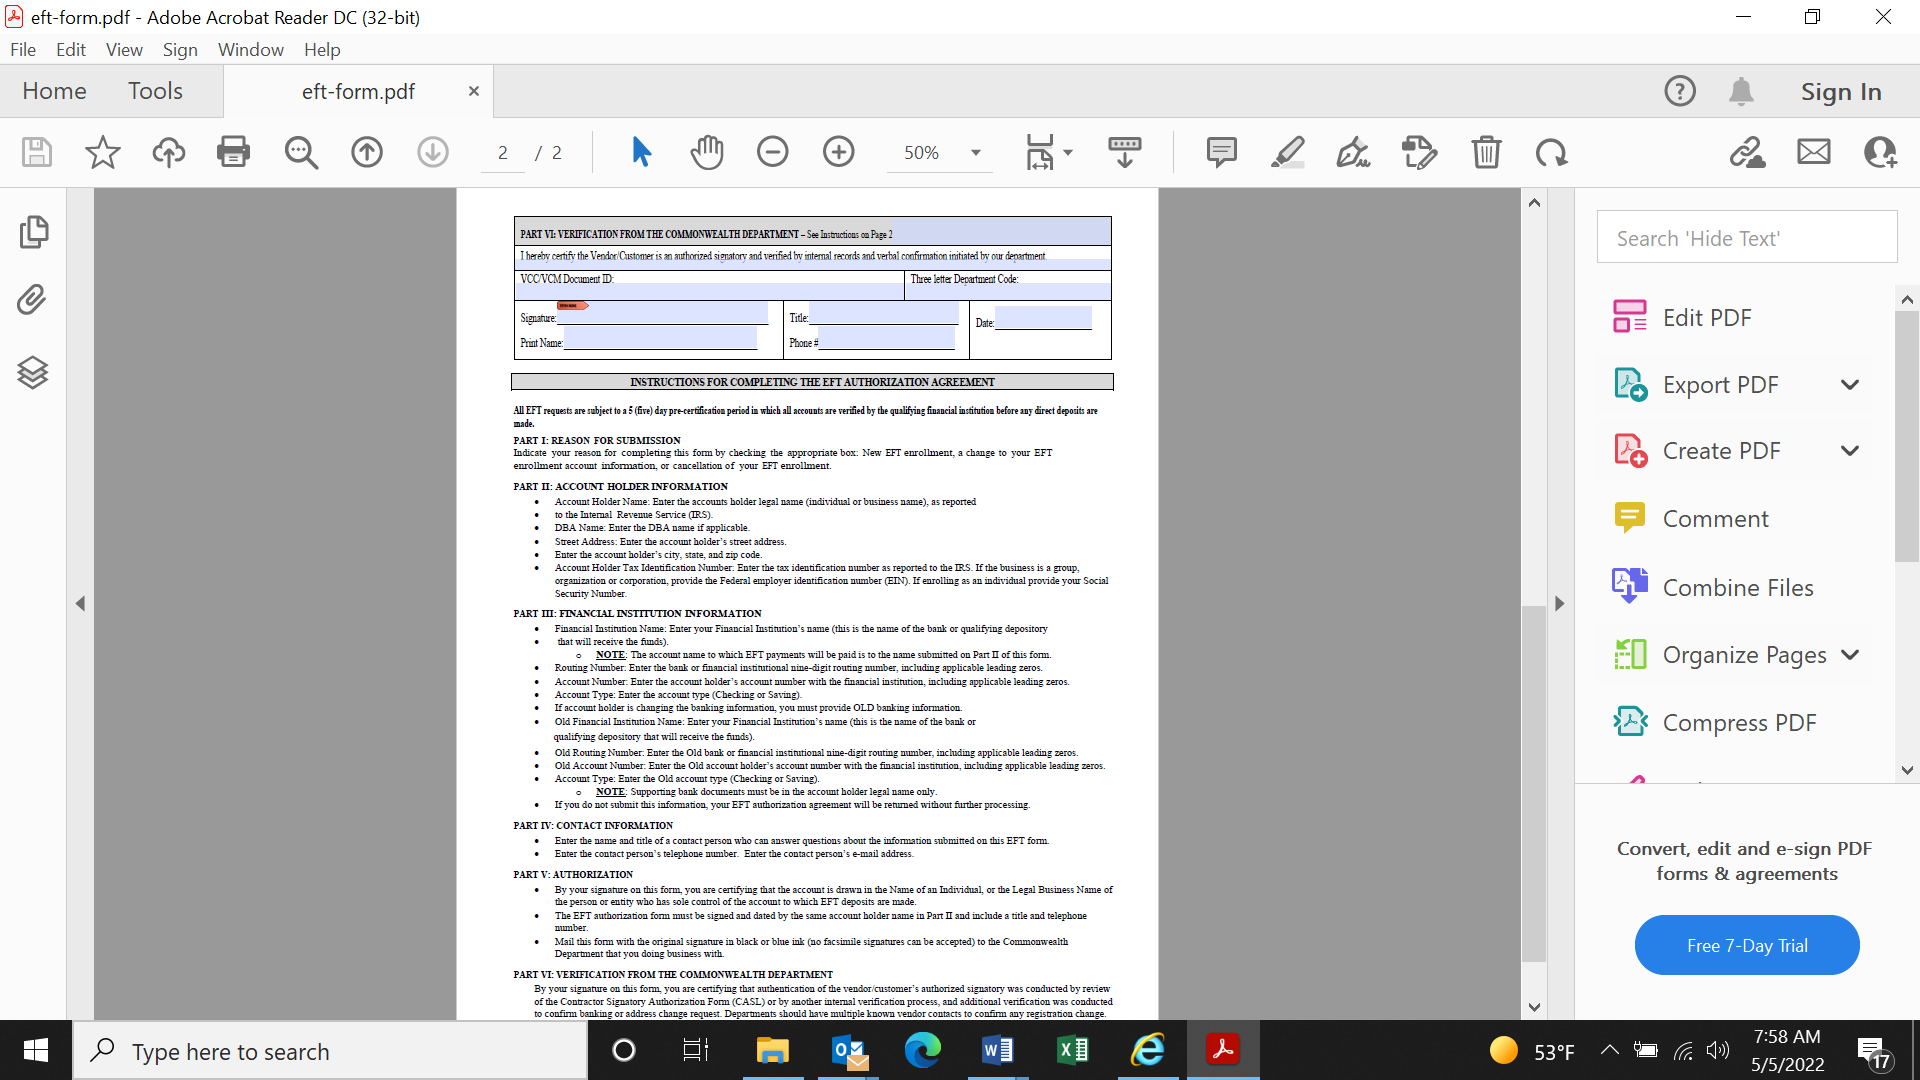 eft-form.pdf - Adobe Acrobat Reader DC (32-bit)
File Edit View Sign Window Help
Home Tools eft-form.pdf Sign In
2 / 2 50%
PART VI: VERIFICATION FROM THE COMMONWEALTH DEPARTMENT – See Instructions on Page 2
I hereby certify the Vendor/Customer is an authorized signatory and verified by internal records and verbal confirmation initiated by our department.
VCC/VCM Document ID: Three letter Department Code:
Signature: Title: Date:
Print Name: Phone #
INSTRUCTIONS FOR COMPLETING THE EFT AUTHORIZATION AGREEMENT
All EFT requests are subject to a 5 (five) day pre-certification period in which all accounts are verified by the qualifying financial institution before any direct deposits are
made.
PART I: REASON FOR SUBMISSION
Indicate your reason for completing this form by checking the appropriate box: New EFT enrollment, a change to your EFT
enrollment account information, or cancellation of your EFT enrollment.
PART II: ACCOUNT HOLDER INFORMATION
• Account Holder Name: Enter the accounts holder legal name (individual or business name), as reported
• to the Internal Revenue Service (IRS).
• DBA Name: Enter the DBA name if applicable.
• Street Address: Enter the account holder's street address.
• Enter the account holder's city, state, and zip code.
• Account Holder Tax Identification Number: Enter the tax identification number as reported to the IRS. If the business is a group,
organization or corporation, provide the Federal employer identification number (EIN). If enrolling as an individual provide your Social
Security Number.
PART III: FINANCIAL INSTITUTION INFORMATION
• Financial Institution Name: Enter your Financial Institution's name (this is the name of the bank or qualifying depository
• that will receive the funds).
o NOTE: The account name to which EFT payments will be paid is to the name submitted on Part II of this form.
• Routing Number: Enter the bank or financial institutional nine-digit routing number, including applicable leading zeros.
• Account Number: Enter the account holder's account number with the financial institution, including applicable leading zeros.
• Account Type: Enter the account type (Checking or Saving).
• If account holder is changing the banking information, you must provide OLD banking information.
• Old Financial Institution Name: Enter your Financial Institution's name (this is the name of the bank or
qualifying depository that will receive the funds).
• Old Routing Number: Enter the Old bank or financial institutional nine-digit routing number, including applicable leading zeros.
• Old Account Number: Enter the Old account holder's account number with the financial institution, including applicable leading zeros.
• Account Type: Enter the Old account type (Checking or Saving).
o NOTE: Supporting bank documents must be in the account holder legal name only.
• If you do not submit this information, your EFT authorization agreement will be returned without further processing.
PART IV: CONTACT INFORMATION
• Enter the name and title of a contact person who can answer questions about the information submitted on this EFT form.
• Enter the contact person's telephone number. Enter the contact person's e-mail address.
PART V: AUTHORIZATION
• By your signature on this form, you are certifying that the account is drawn in the Name of an Individual, or the Legal Business Name of
the person or entity who has sole control of the account to which EFT deposits are made.
• The EFT authorization form must be signed and dated by the same account holder name in Part II and include a title and telephone
number.
• Mail this form with the original signature in black or blue ink (no facsimile signatures can be accepted) to the Commonwealth
Department that you doing business with.
PART VI: VERIFICATION FROM THE COMMONWEALTH DEPARTMENT
By your signature on this form, you are certifying that authentication of the vendor/customer's authorized signatory was conducted by review
of the Contractor Signatory Authorization Form (CASL) or by another internal verification process, and additional verification was conducted
to confirm banking or address change request. Departments should have multiple known vendor contacts to confirm any registration change.
Search 'Hide Text'
Edit PDF
Export PDF
Create PDF
Comment
Combine Files
Organize Pages
Compress PDF
Convert, edit and e-sign PDF
forms & agreements
Free 7-Day Trial
Type here to search
53°F
7:58 AM
5/5/2022
17